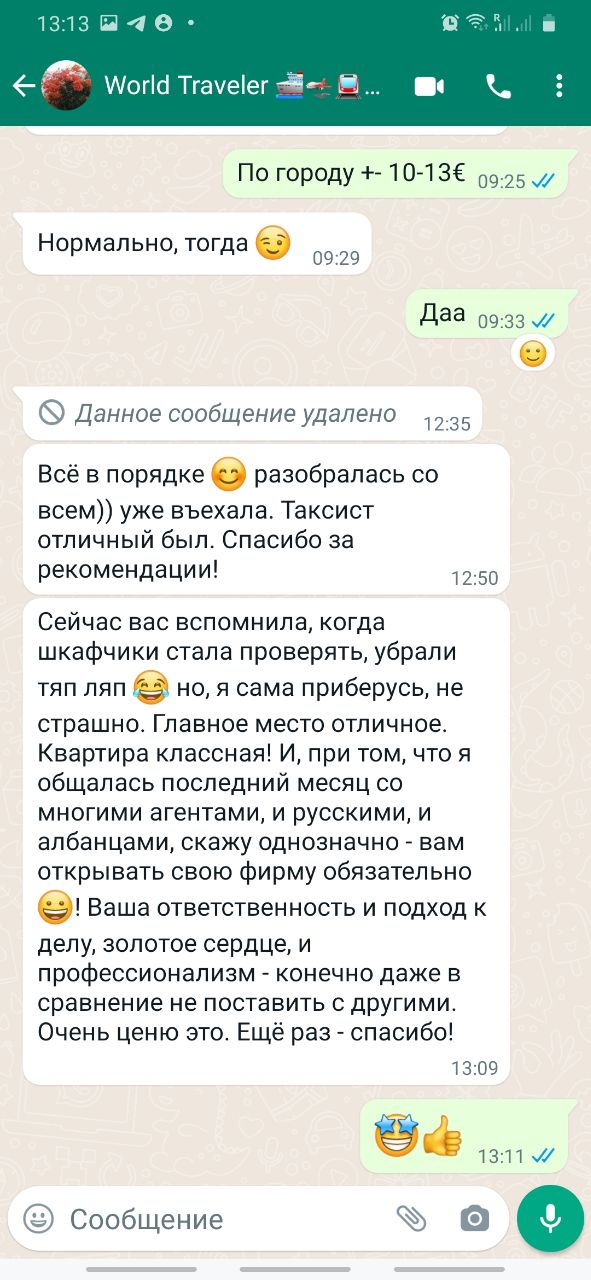 13:13
World Traveler 🚢🛩🚆...
По городу +- 10-13€ 09:25
Нормально, тогда 😉 09:29
Даа 09:33
🙂
Данное сообщение удалено 12:35
Всё в порядке 😊 разобралась со
всем)) уже въехала. Таксист
отличный был. Спасибо за
рекомендации! 12:50
Сейчас вас вспомнила, когда
шкафчики стала проверять, убрали
тяп ляп 😂 но, я сама приберусь, не
страшно. Главное место отличное.
Квартира классная! И, при том, что я
общалась последний месяц со
многими агентами, и русскими, и
албанцами, скажу однозначно - вам
открывать свою фирму обязательно
😀! Ваша ответственность и подход к
делу, золотое сердце, и
профессионализм - конечно даже в
сравнение не поставить с другими.
Очень ценю это. Ещё раз - спасибо!
13:09
🤩👍 13:11
Сообщение